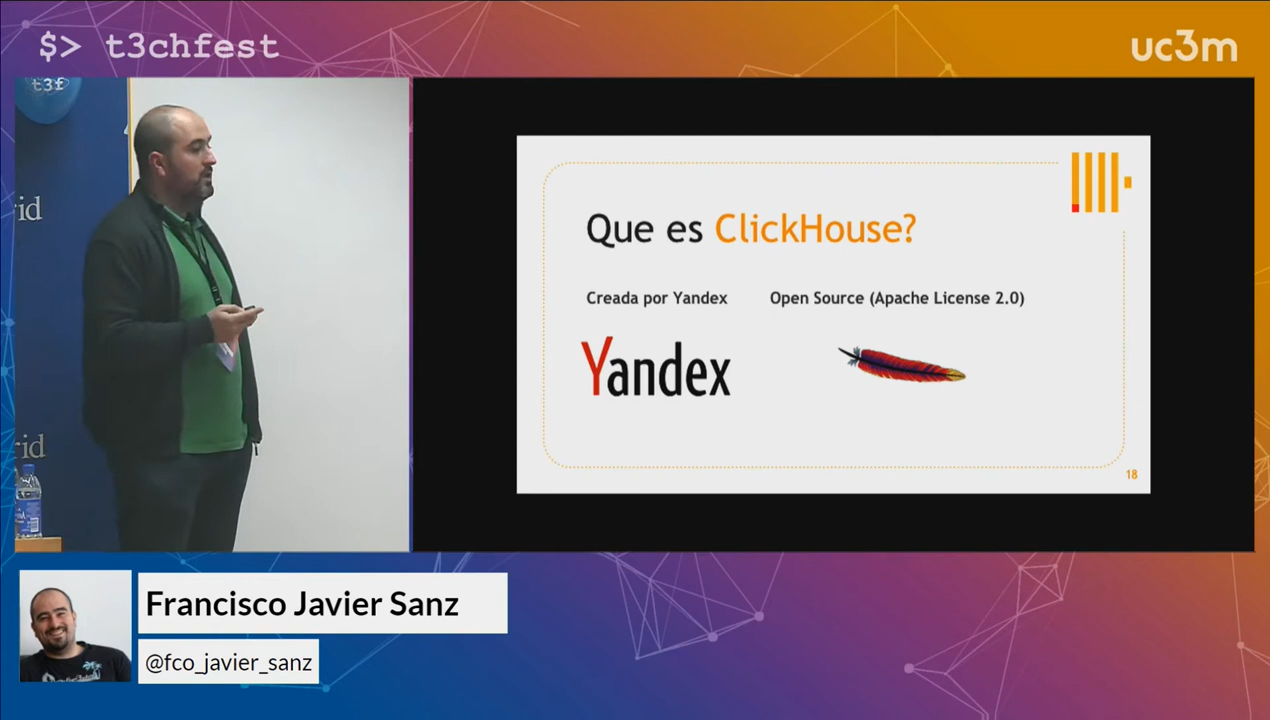 $> t3chfest
uc3m
t3f
id
rid
Que es ClickHouse?
Creada por Yandex
Open Source (Apache License 2.0)
Yandex
18
Francisco Javier Sanz
@fco_javier_sanz